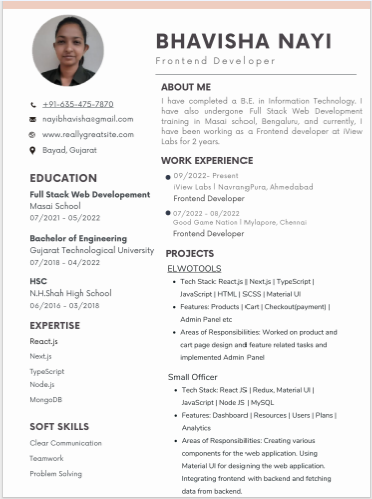 BHAVISHA NAYI
Frontend Developer
+91-635-475-7870
nayibhavisha@gmail.com
www.reallygreatsite.com
Bayad, Gujarat
EDUCATION
Full Stack Web Developement
Masai School
07/2021 - 05/2022
Bachelor of Engineering
Gujarat Technological University
07/2018 - 04/2022
HSC
N.H.Shah High School
06/2016 - 03/2018
EXPERTISE
React.js
Next.js
TypeScript
Node.js
MongoDB
SOFT SKILLS
Clear Communication
Teamwork
Problem Solving
ABOUT ME
I have completed a B.E. in Information Technology. I
have also undergone Full Stack Web Development
training in Masai school, Bengaluru, and currently, I
have been working as a Frontend developer at iView
Labs for 2 years.
WORK EXPERIENCE
09/2022- Present
iView Labs | NavrangPura, Ahmedabad
Frontend Developer
07/2022 - 08/2022
Good Game Nation | Mylapore, Chennai
Frontend Developer
PROJECTS
ELWOTOOLS
Tech Stack: React.js || Next.js | TypeScript |
JavaScript | HTML | SCSS | Material UI
Features: Products | Cart | Checkout(payment) |
Admin Panel etc
Areas of Responsibilities: Worked on product and
cart page design and feature related tasks and
implemented Admin Panel
Small Officer
Tech Stack: React JS | Redux, Material UI |
JavaScript | Node JS | MySQL
Features: Dashboard | Resources | Users | Plans |
Analytics
Areas of Responsibilities: Creating various
components for the web application. Using
Material UI for designing the web application.
Integrating frontend with backend and fetching
data from backend.